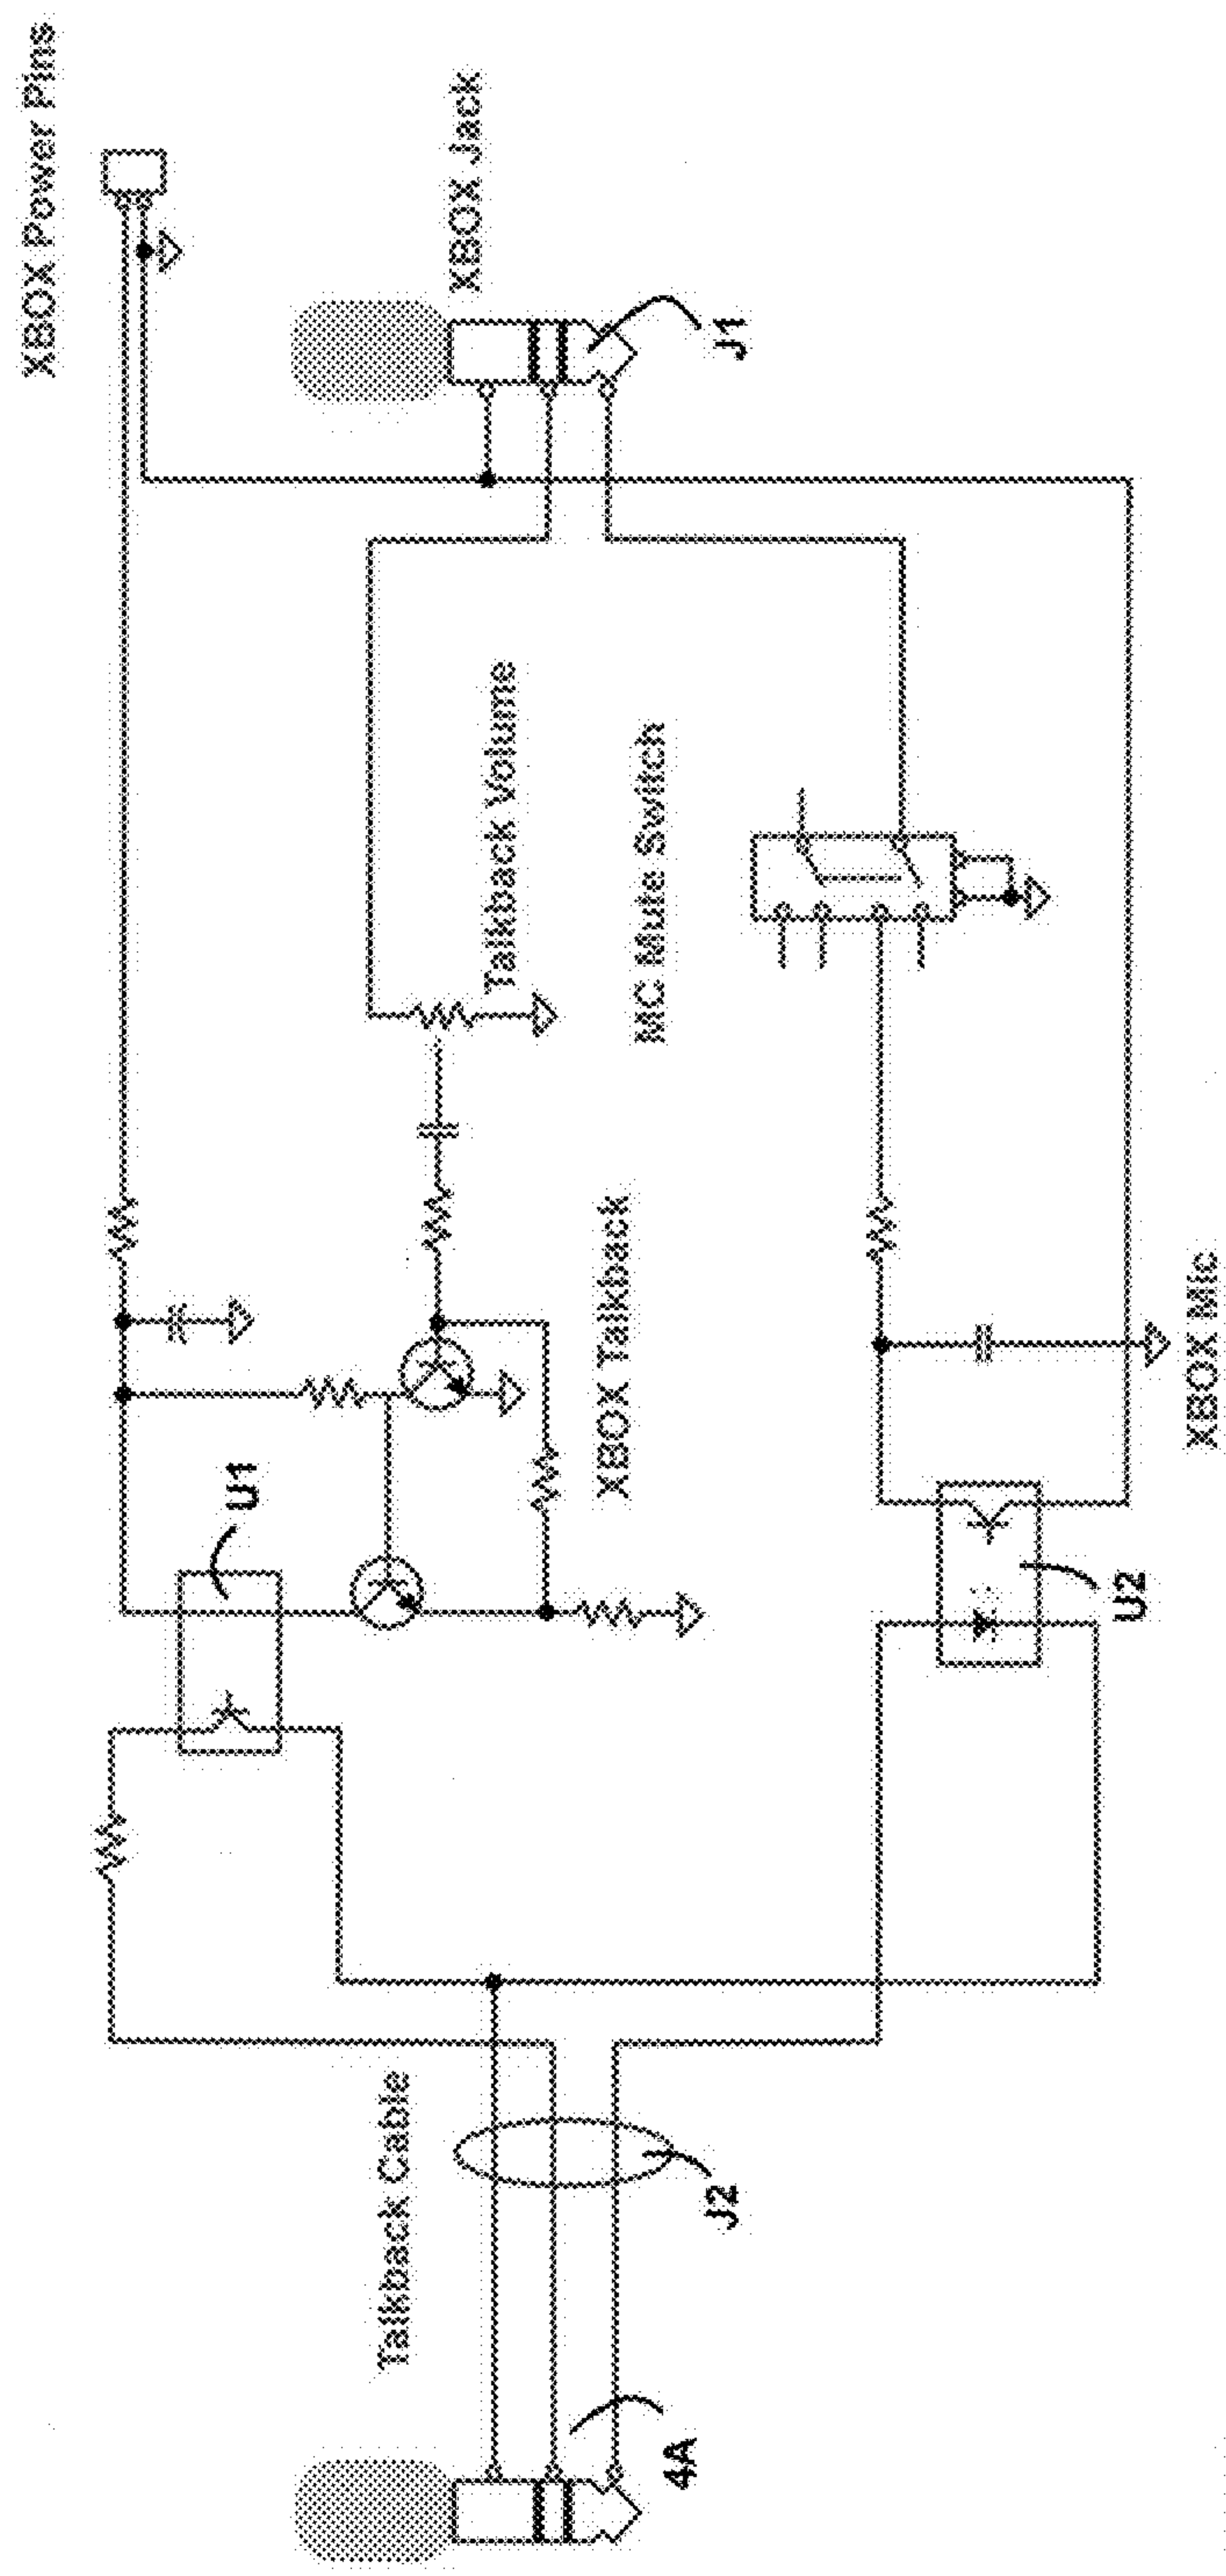 XBOX Power Pins
XBOX Jack
J1
Talkback Volume
MC Mute Switch
XBOX Talkback
U1
XBOX Mic
U2
Talkback Cable
J2
4A